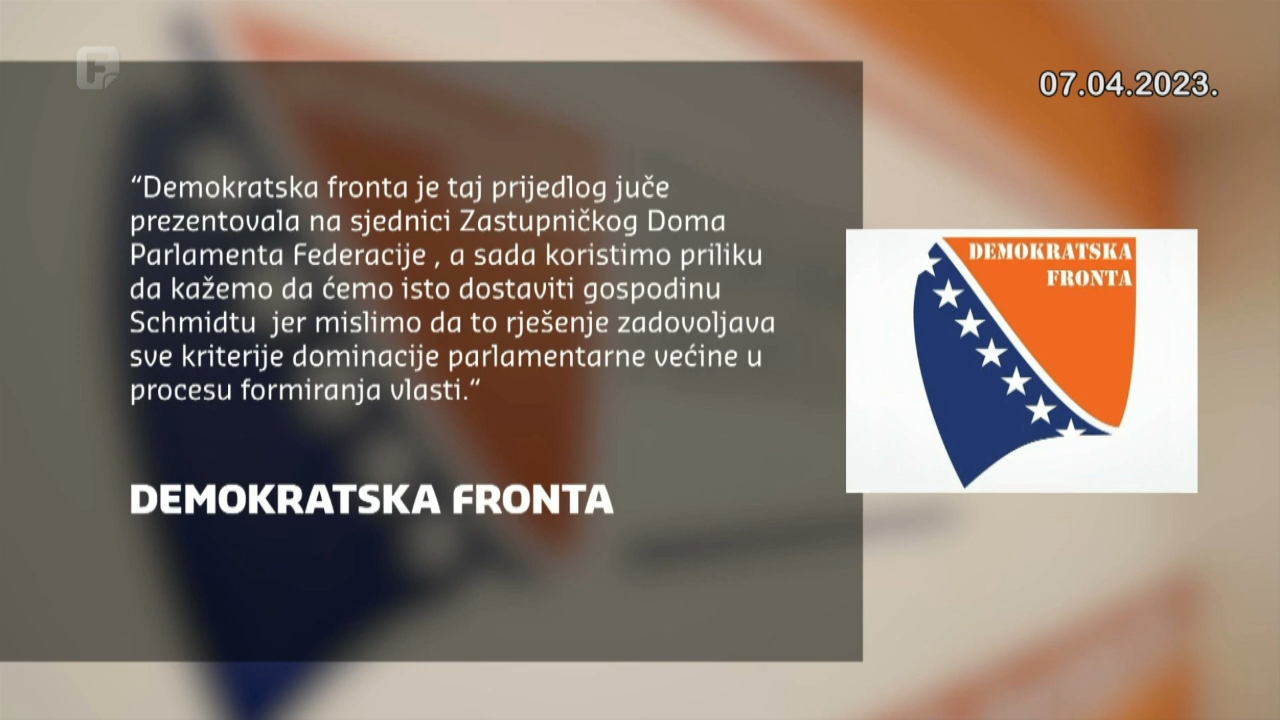 F
07.04.2023.
“Demokratska fronta je taj prijedlog juče
prezentovala na sjednici Zastupničkog Doma
Parlamenta Federacije , a sada koristimo priliku
da kažemo da ćemo isto dostaviti gospodinu
Schmidtu  jer mislimo da to rješenje zadovoljava
sve kriterije dominacije parlamentarne većine u
procesu formiranja vlasti.“
DEMOKRATSKA FRONTA
DEMOKRATSKA
FRONTA